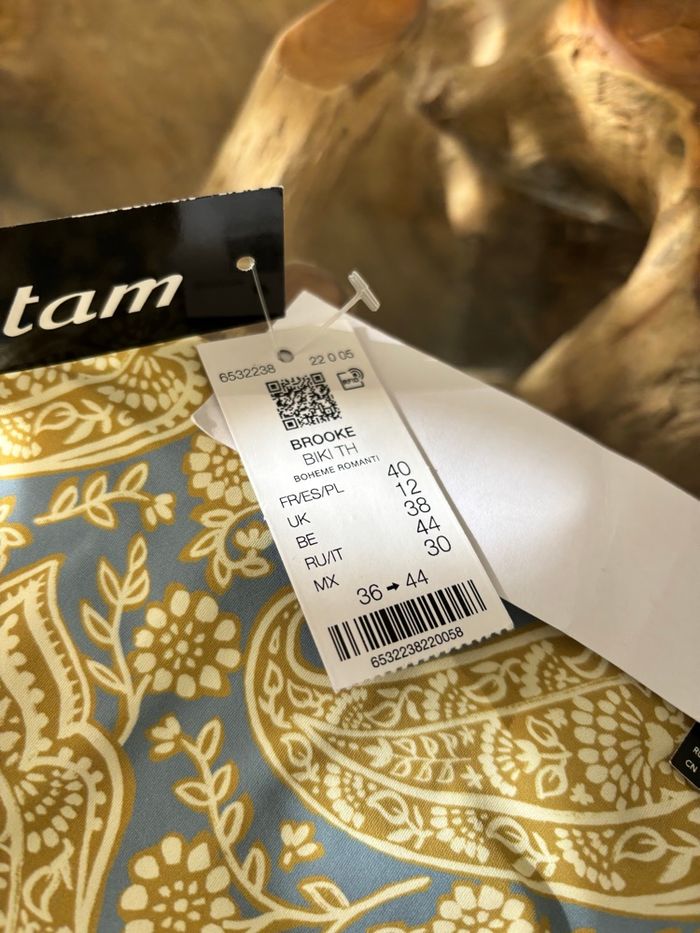 tam
6532238 22 0 05
RFID
BROOKE
BIKI TH
BOHEME ROMANTI
FR/ES/PL 40
UK 12
BE 38
RU/IT 44
MX 30
36 ➔ 44
6532238220058